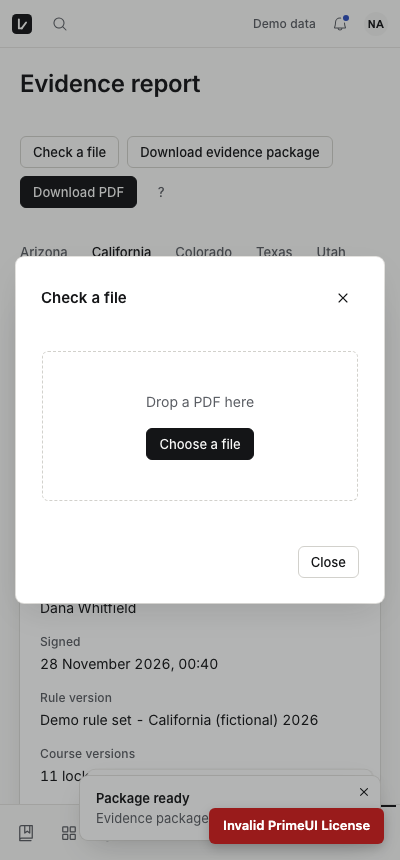 Demo data
NA
Evidence report
Check a file
Download evidence package
Download PDF
?
Arizona
California
Colorado
Texas
Utah
Check a file
Drop a PDF here
Choose a file
Close
Dana Whitfield
Signed
28 November 2026, 00:40
Rule version
Demo rule set - California (fictional) 2026
Course versions
11
Package ready
Evidence package
Invalid PrimeUI License